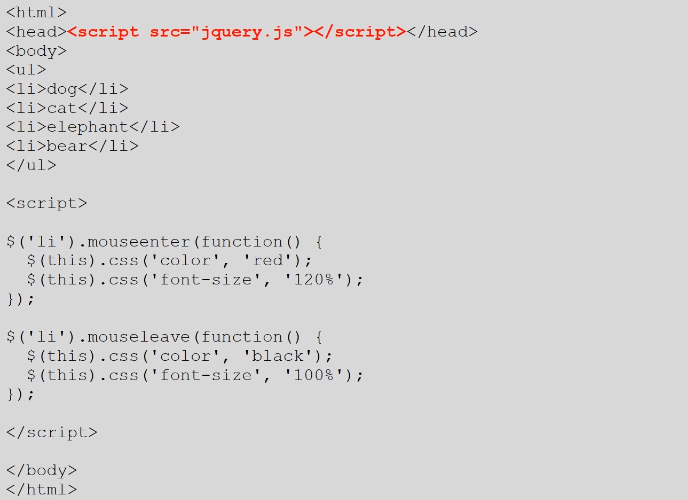 <html>
<head><script src="jquery.js"></script></head>
<body>
<ul>
<li>dog</li>
<li>cat</li>
<li>elephant</li>
<li>bear</li>
</ul>

<script>

$('li').mouseenter(function() {
  $(this).css('color', 'red');
  $(this).css('font-size', '120%');
});

$('li').mouseleave(function() {
  $(this).css('color', 'black');
  $(this).css('font-size', '100%');
});

</script>

</body>
</html>